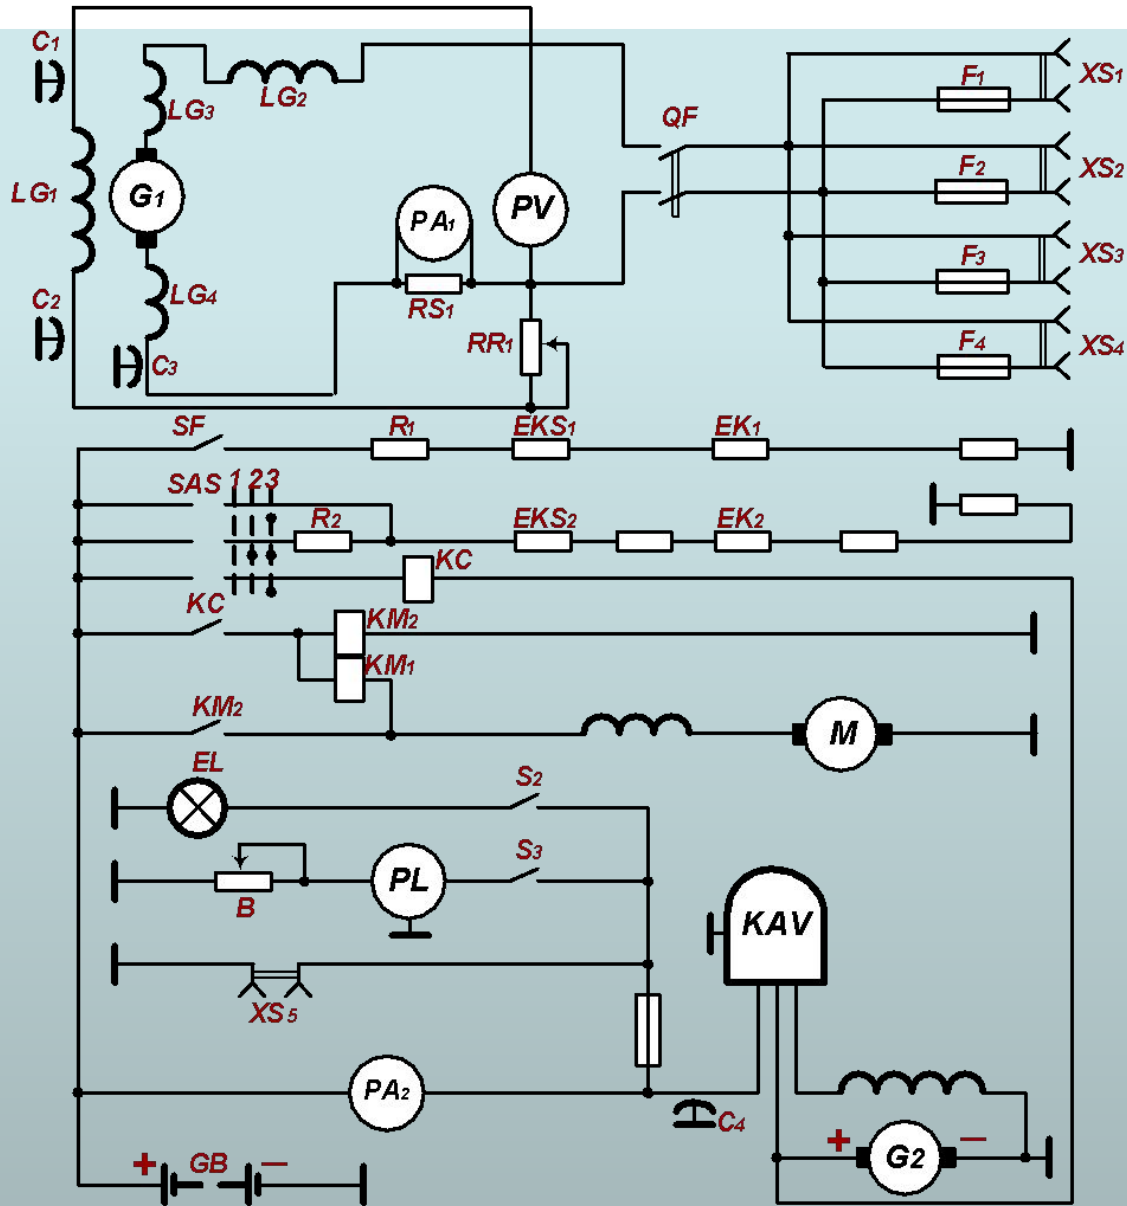 C1
LG3
LG2
F1
XS1
QF
LG1
G1
F2
XS2
PA1
PV
C2
LG4
RS1
F3
XS3
RR1
C3
F4
XS4
SF
R1
EKS1
EK1
SAS 1 2 3
R2
EKS2
EK2
KC
KC
KM2
KM1
KM2
M
EL
S2
S3
B
PL
KAV
XS5
PA2
C4
+ G2 −
+ GB −